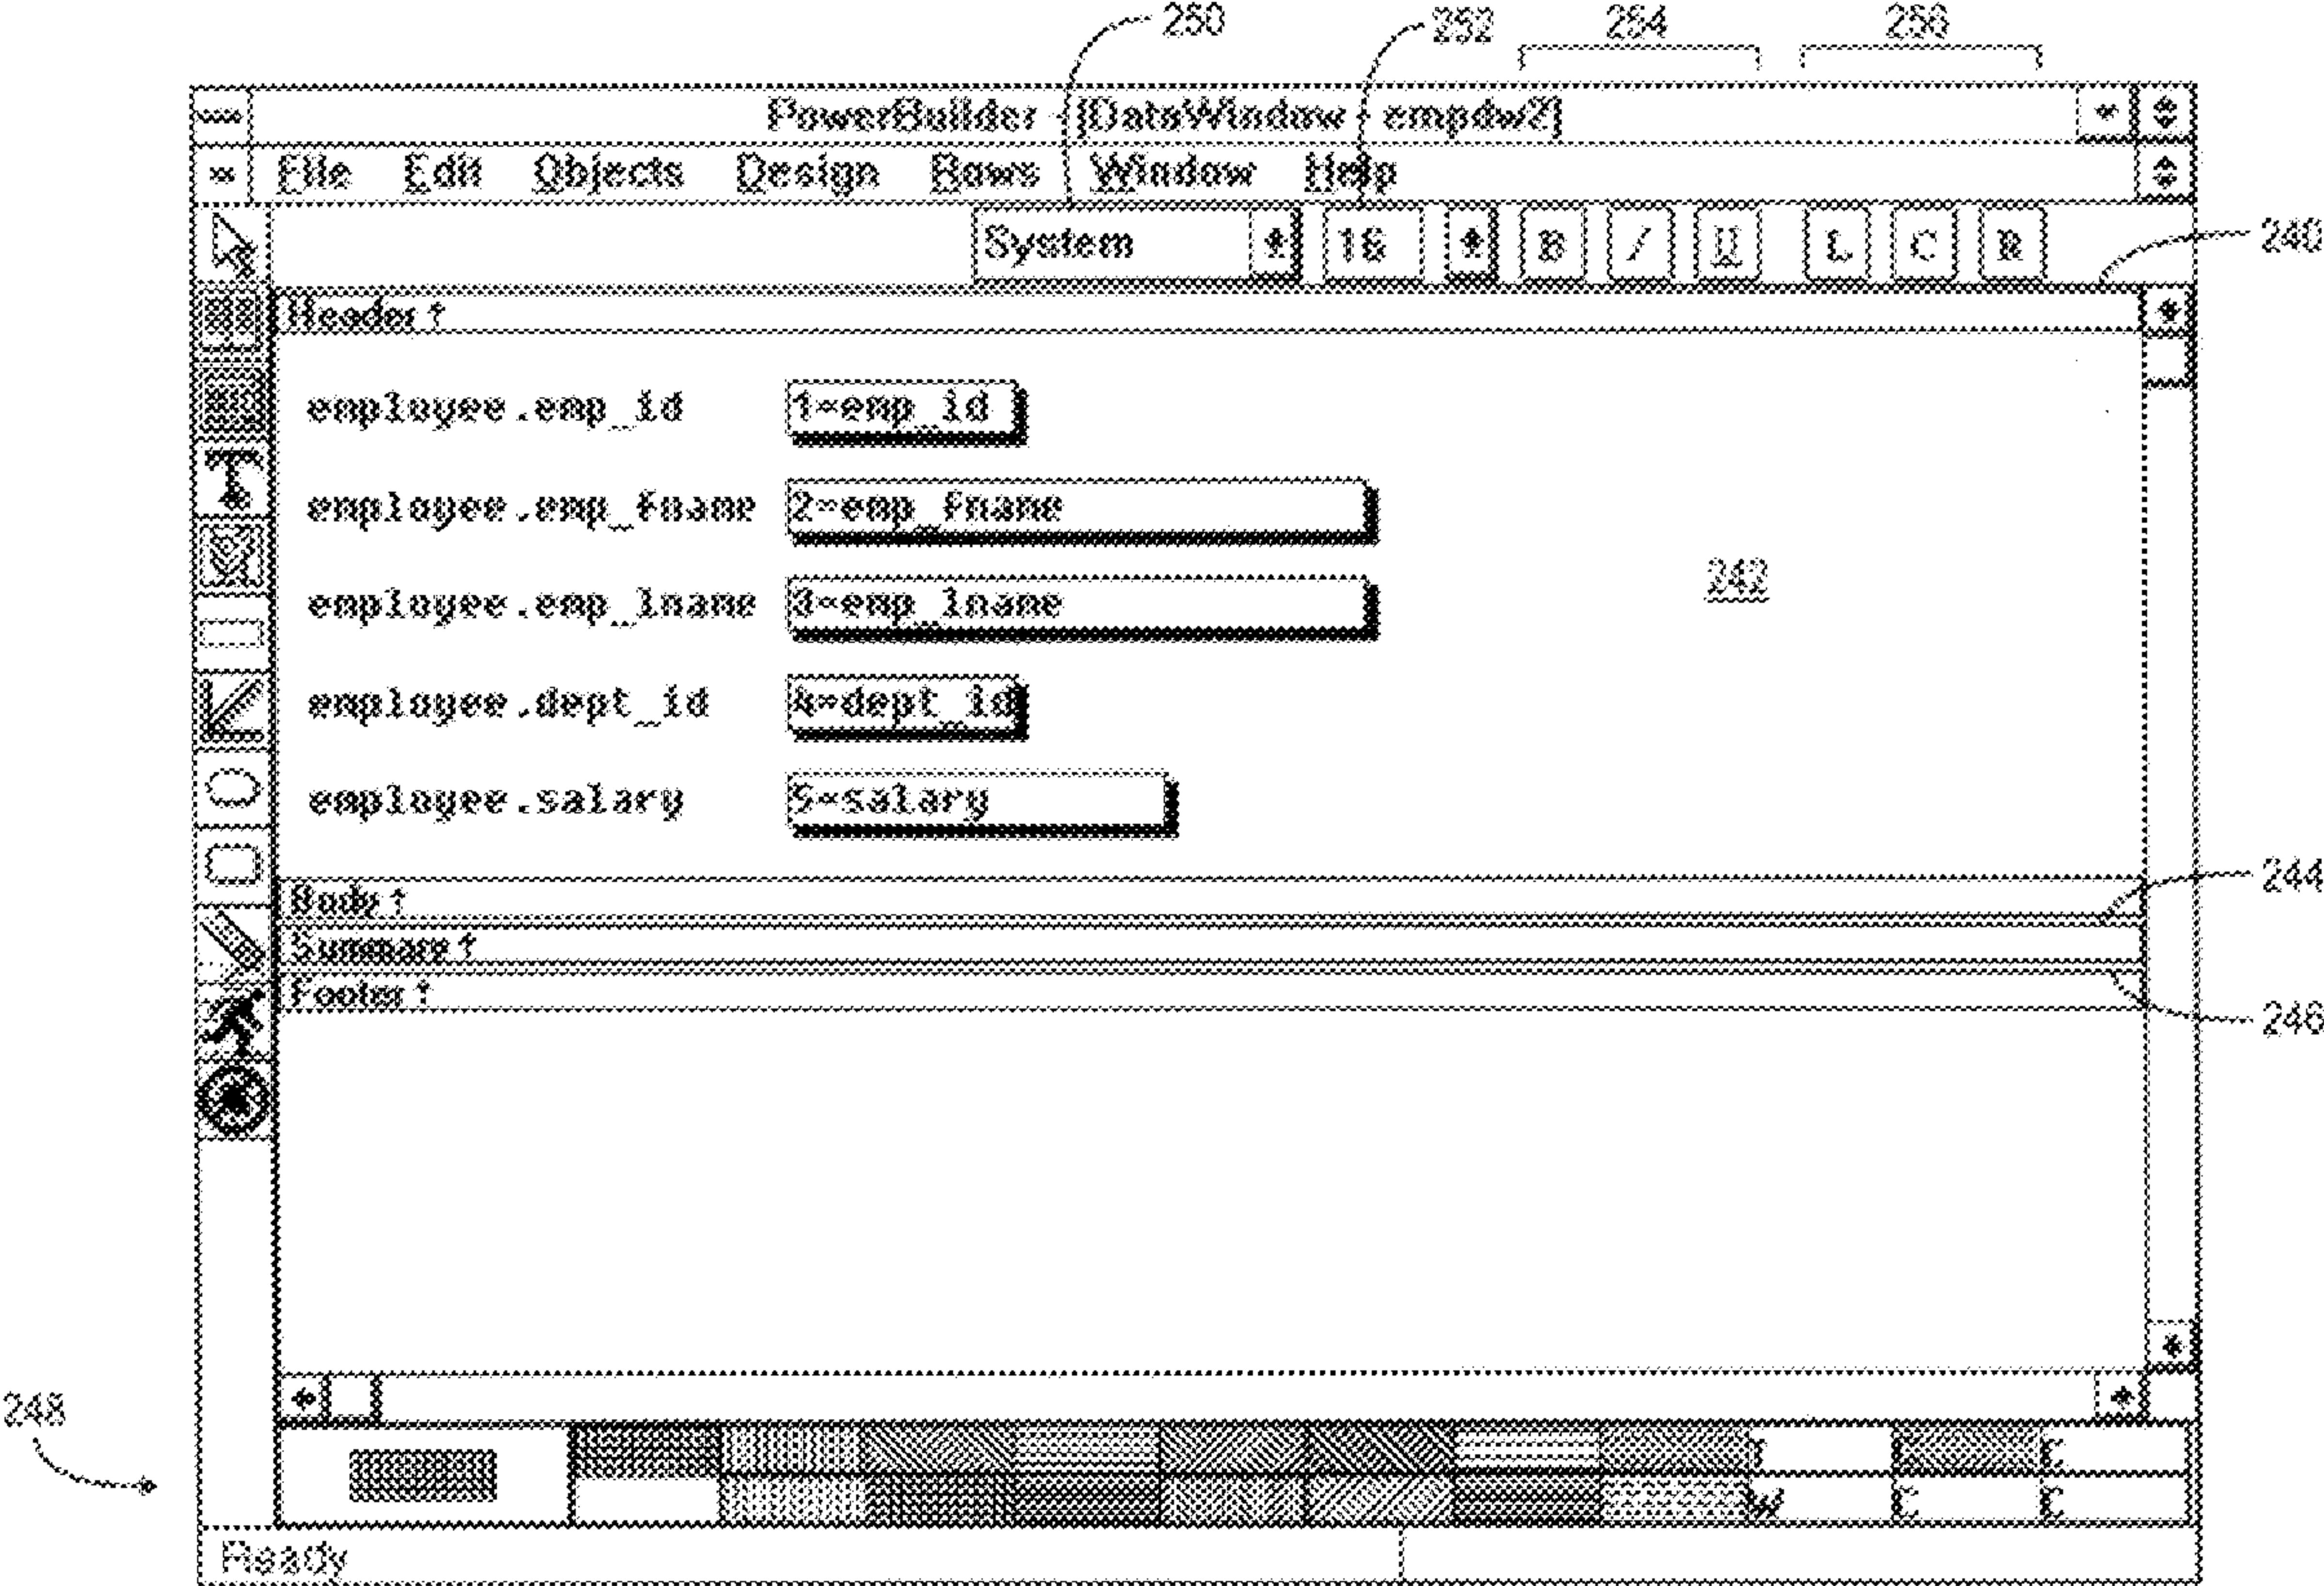 250 252 254 256
PowerBuilder - [DataWindow - empdw2]
File Edit Objects Design Rows Window Help
System 16 B I U L C R
240
Header↑
employee.emp_id 1=emp_id
employee.emp_fname 2=emp_fname
242
employee.emp_lname 3=emp_lname
employee.dept_id 4=dept_id
employee.salary 5=salary
244
Body↑
Summary↑
Footer↑
246
248
T C C
W C C
Ready